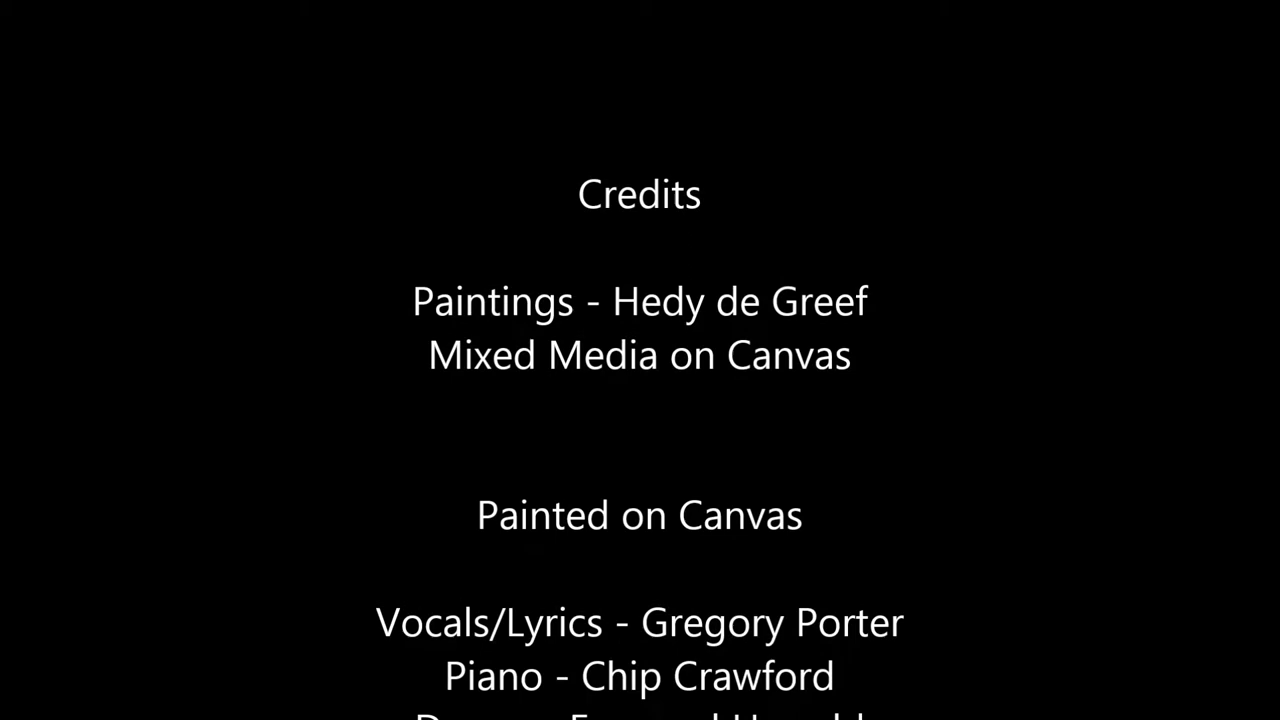 Credits
Paintings - Hedy de Greef
Mixed Media on Canvas
Painted on Canvas
Vocals/Lyrics - Gregory Porter
Piano - Chip Crawford